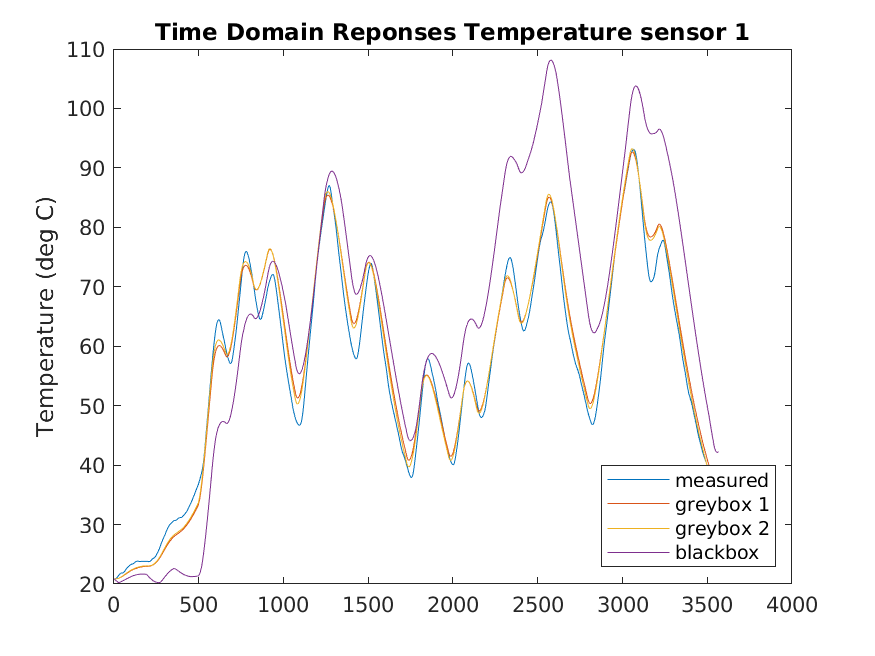 Time Domain Reponses Temperature sensor 1
Temperature (deg C)
110
100
90
80
70
60
50
40
30
20
0 500 1000 1500 2000 2500 3000 3500 4000
measured
greybox 1
greybox 2
blackbox